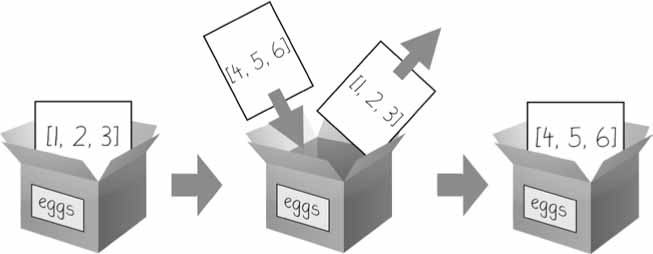 [1, 2, 3]
eggs
[4, 5, 6]
[1, 2, 3]
eggs
[4, 5, 6]
eggs